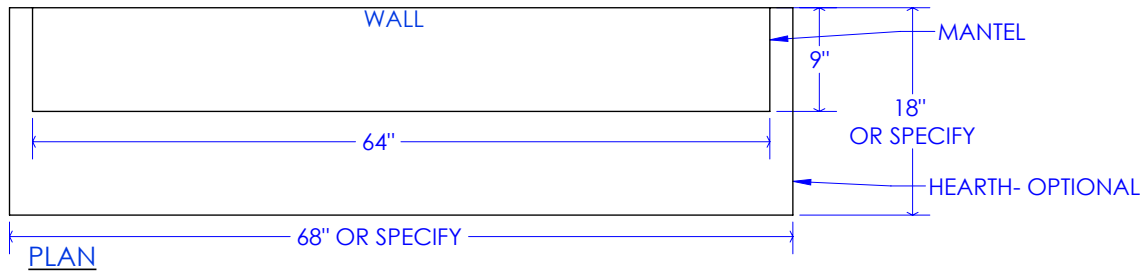 WALL
MANTEL
9"
18"
OR SPECIFY
64"
HEARTH- OPTIONAL
68" OR SPECIFY
PLAN